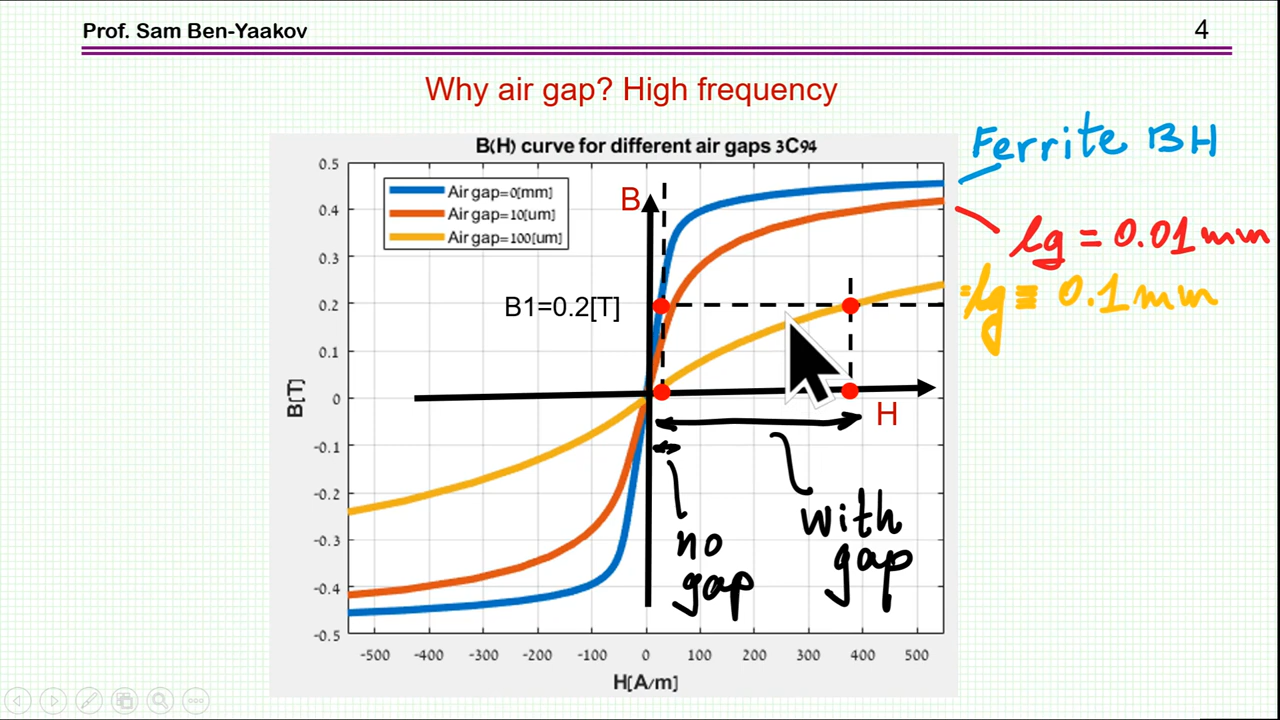 Prof. Sam Ben-Yaakov
4
Why air gap? High frequency
B(H) curve for different air gaps 3C94
Ferrite BH
lg = 0.01 mm
lg = 0.1 mm
Air gap=0[mm]
Air gap=10[um]
Air gap=100[um]
B
B1=0.2[T]
H
no gap
with gap
0.5
0.4
0.3
0.2
0.1
0
-0.1
-0.2
-0.3
-0.4
-0.5
B[T]
-500 -400 -300 -200 -100 0 100 200 300 400 500
H[A/m]